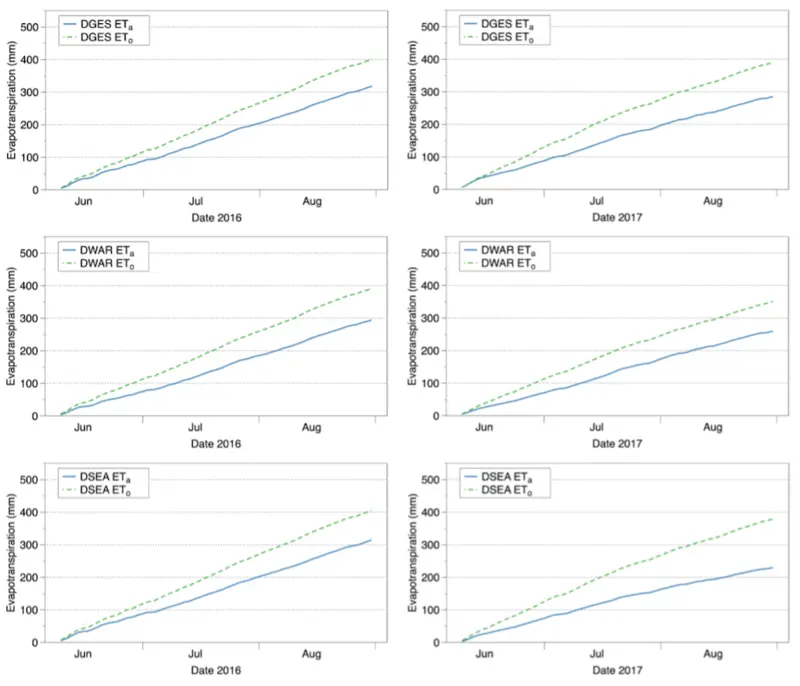 DGES ETa
DGES ETo
Evapotranspiration (mm)
500
400
300
200
100
0
Jun
Jul
Aug
Date 2016
DGES ETa
DGES ETo
Evapotranspiration (mm)
500
400
300
200
100
0
Jun
Jul
Aug
Date 2017
DWAR ETa
DWAR ETo
Evapotranspiration (mm)
500
400
300
200
100
0
Jun
Jul
Aug
Date 2016
DWAR ETa
DWAR ETo
Evapotranspiration (mm)
500
400
300
200
100
0
Jun
Jul
Aug
Date 2017
DSEA ETa
DSEA ETo
Evapotranspiration (mm)
500
400
300
200
100
0
Jun
Jul
Aug
Date 2016
DSEA ETa
DSEA ETo
Evapotranspiration (mm)
500
400
300
200
100
0
Jun
Jul
Aug
Date 2017